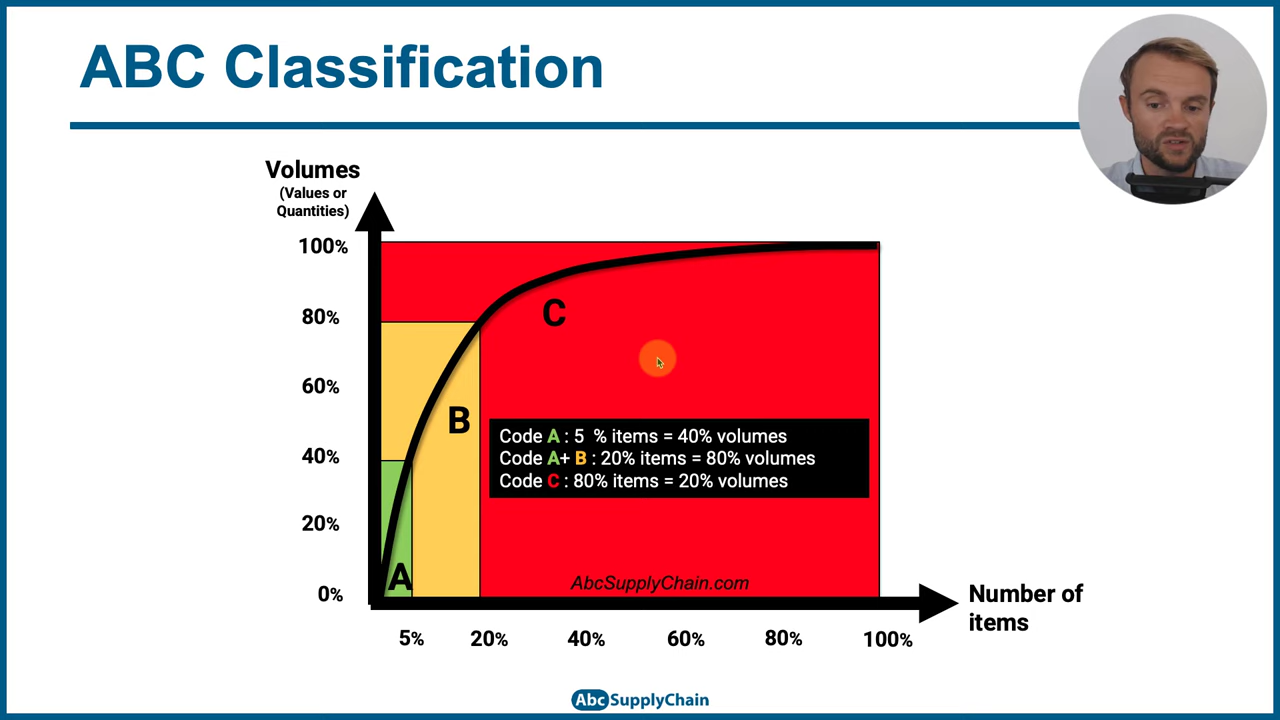 ABC Classification
Volumes
(Values or
Quantities)
100%
80%
60%
40%
20%
0%
C
B
A
Code A : 5 % items = 40% volumes
Code A+ B : 20% items = 80% volumes
Code C : 80% items = 20% volumes
AbcSupplyChain.com
Number of
items
5% 20% 40% 60% 80% 100%
AbcSupplyChain